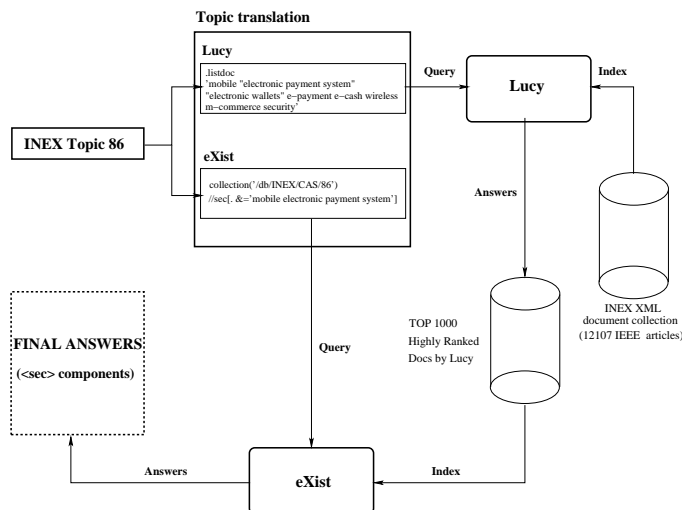 Topic translation
Lucy
.listdoc
'mobile "electronic payment system"
"electronic wallets" e−payment e−cash wireless
m−commerce security'
Query
Lucy
Index
INEX Topic 86
eXist
collection('/db/INEX/CAS/86')
//sec[. &='mobile electronic payment system']
Answers
INEX XML
document collection
(12107 IEEE articles)
TOP 1000
Highly Ranked
Docs by Lucy
Query
FINAL ANSWERS
(<sec> components)
Answers
eXist
Index